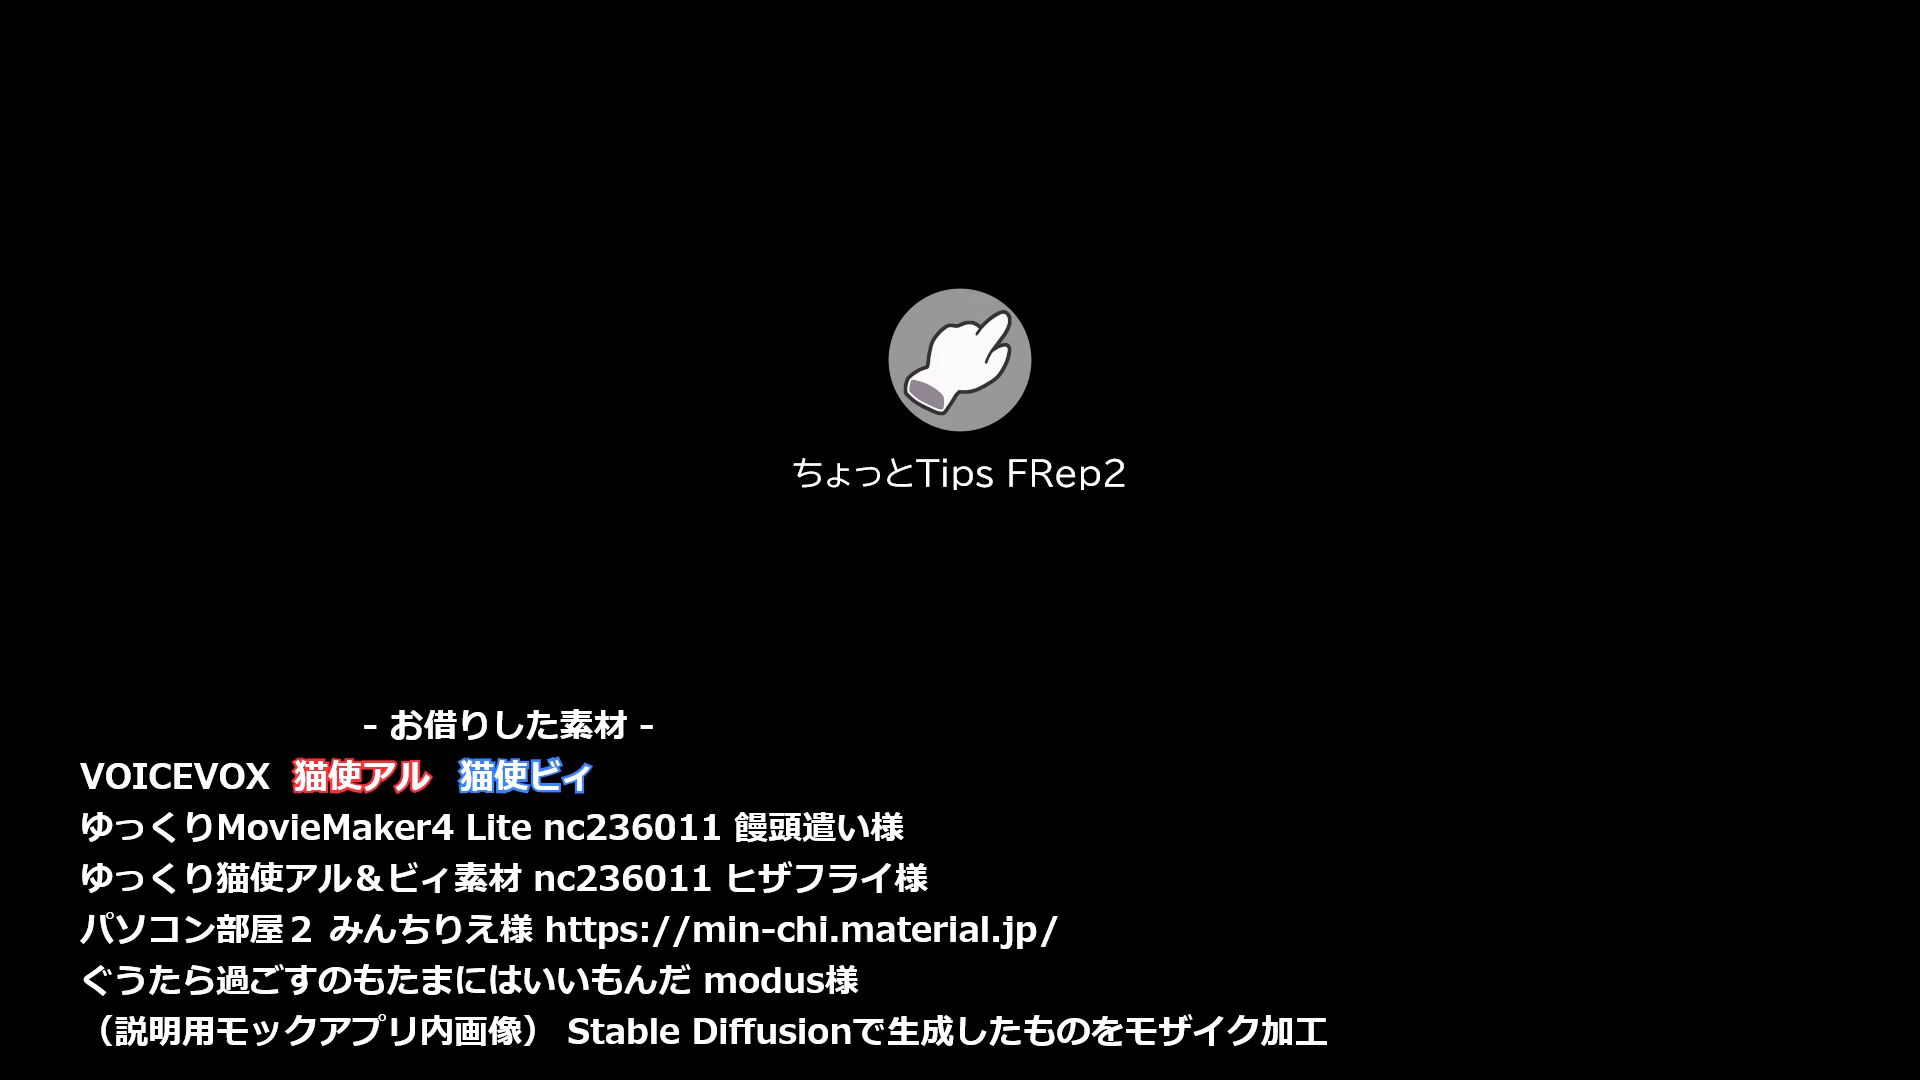 ちょっとTips FRep2
- お借りした素材 -
VOICEVOX 猫使アル 猫使ビィ
ゆっくりMovieMaker4 Lite nc236011 饅頭遣い様
ゆっくり猫使アル＆ビィ素材 nc236011 ヒザフライ様
パソコン部屋２ みんちりえ様 https://min-chi.material.jp/
ぐうたら過ごすのもたまにはいいもんだ modus様
（説明用モックアプリ内画像） Stable Diffusionで生成したものをモザイク加工